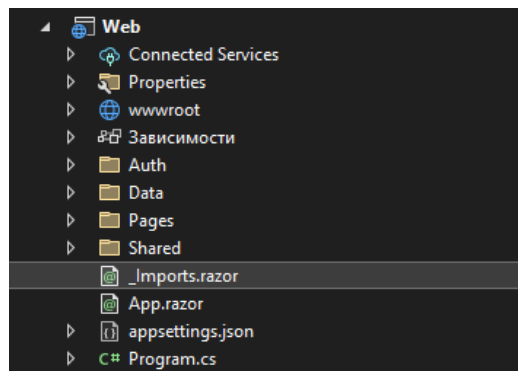 Web
Connected Services
Properties
wwwroot
Зависимости
Auth
Data
Pages
Shared
_Imports.razor
App.razor
appsettings.json
C# Program.cs